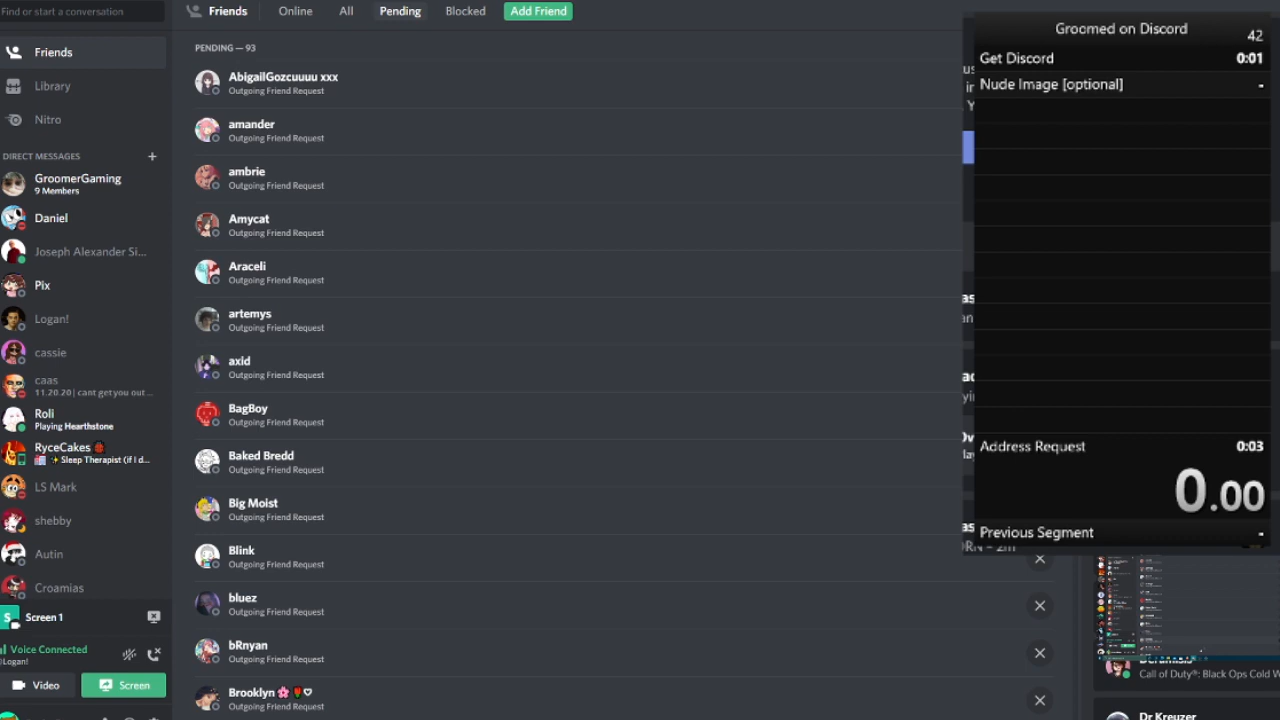 Find or start a conversation
Friends
Online
All
Pending
Blocked
Add Friend
Friends
Library
Nitro
DIRECT MESSAGES
GroomerGaming
9 Members
Daniel
Joseph Alexander Si...
Pix
Logan!
cassie
caas
11.20.20 | cant get you out ...
Roli
Playing Hearthstone
RyceCakes
Sleep Therapist (if I d...
LS Mark
shebby
Autin
Croamias
Screen 1
Voice Connected
Logan!
Video
Screen
PENDING — 93
AbigailGozcuuuu xxx
Outgoing Friend Request
amander
Outgoing Friend Request
ambrie
Outgoing Friend Request
Amycat
Outgoing Friend Request
Araceli
Outgoing Friend Request
artemys
Outgoing Friend Request
axid
Outgoing Friend Request
BagBoy
Outgoing Friend Request
Baked Bredd
Outgoing Friend Request
Big Moist
Outgoing Friend Request
Blink
Outgoing Friend Request
bluez
Outgoing Friend Request
bRnyan
Outgoing Friend Request
Brooklyn
Outgoing Friend Request
Groomed on Discord
42
Get Discord 0:01
Nude Image [optional] -
Address Request 0:03
0.00
Previous Segment -
Call of Duty®: Black Ops Cold W
Dr Kreuzer